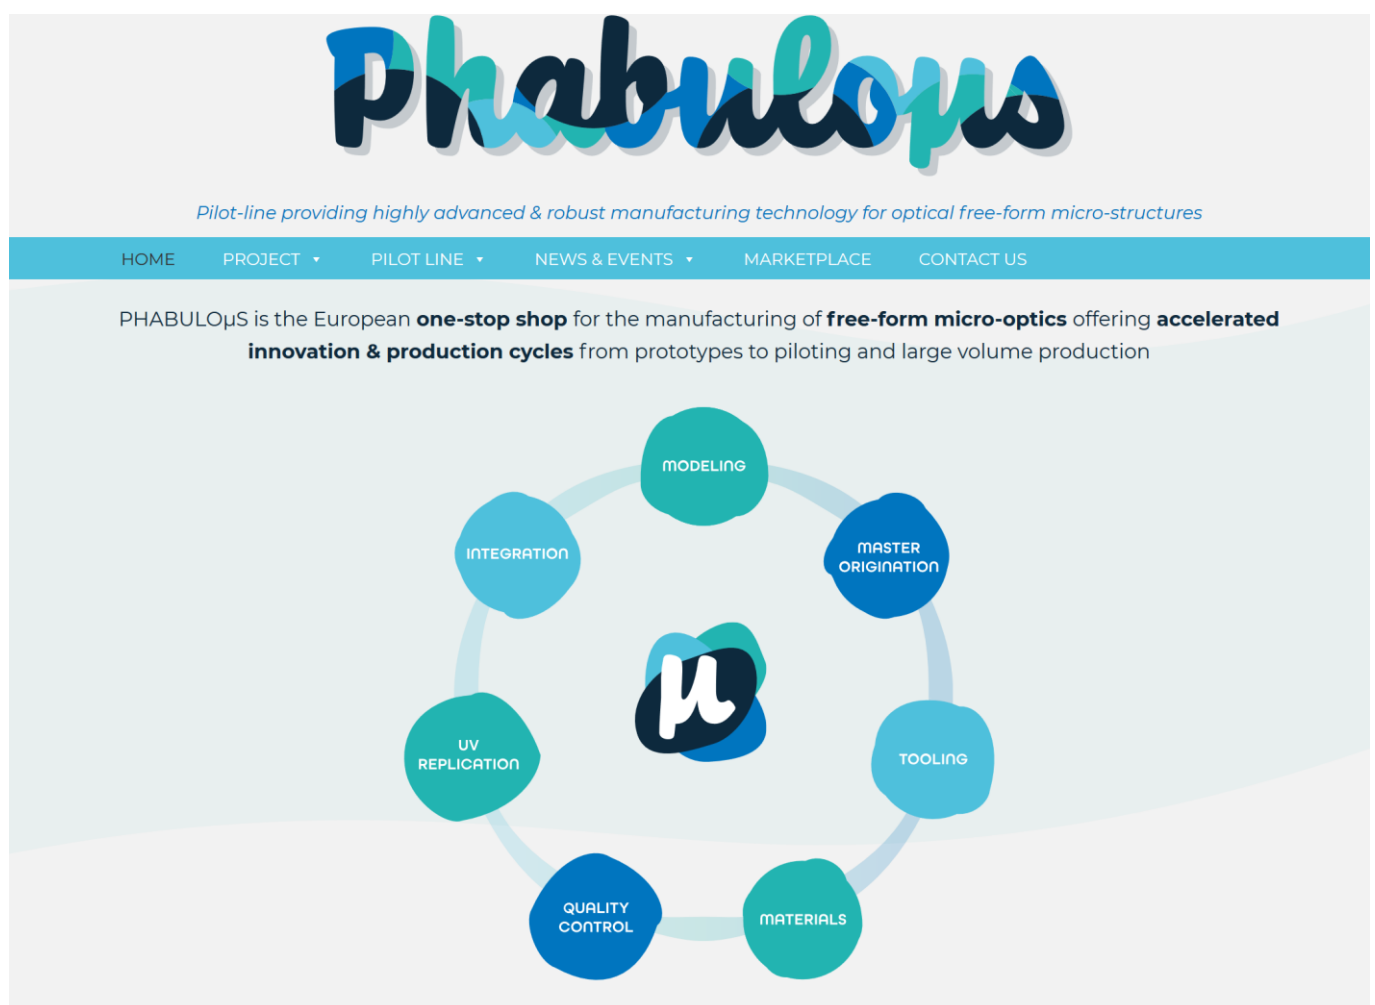 Phabuloµs
Pilot-line providing highly advanced & robust manufacturing technology for optical free-form micro-structures
HOME PROJECT PILOT LINE NEWS & EVENTS MARKETPLACE CONTACT US
PHABULOµS is the European one-stop shop for the manufacturing of free-form micro-optics offering accelerated
innovation & production cycles from prototypes to piloting and large volume production
MODELING
MASTER
ORIGINATION
TOOLING
MATERIALS
QUALITY
CONTROL
UV
REPLICATION
INTEGRATION
µ